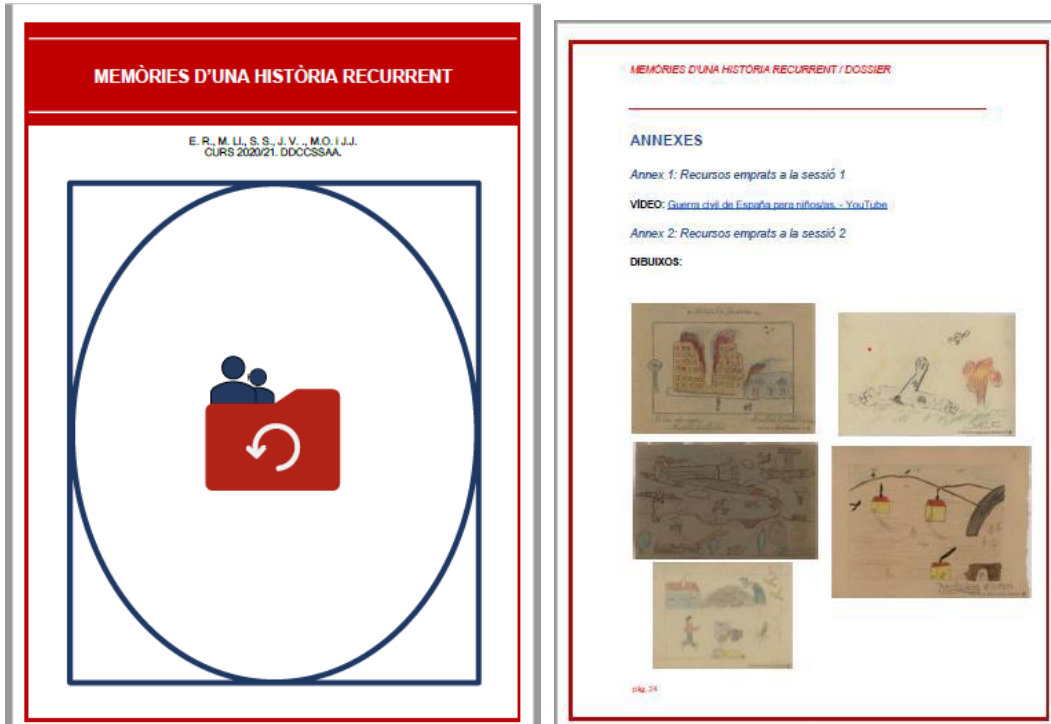 MEMÒRIES D'UNA HISTÒRIA RECURRENT
E. R., M. Ll., S. S., J. V. ., M.O. i J.J.
CURS 2020/21. DDCCSSAA.
MEMÒRIES D'UNA HISTÒRIA RECURRENT / DOSSIER
ANNEXES
Annex 1: Recursos emprats a la sessió 1
VÍDEO: Guerra civil de España para niños/as. - YouTube
Annex 2: Recursos emprats a la sessió 2
DIBUIXOS:
pàg. 24